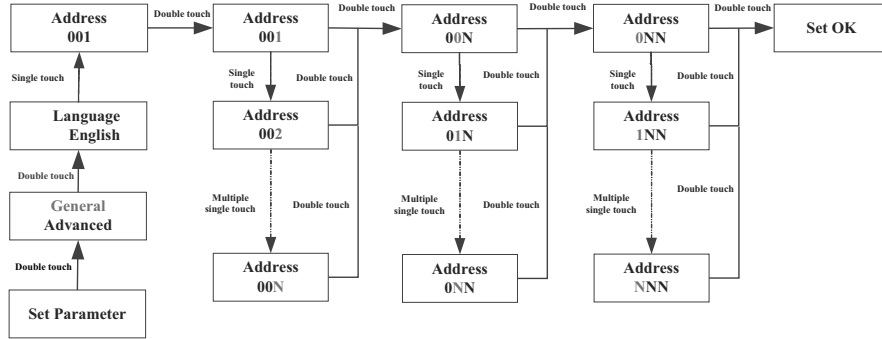 Address
001
Double touch
Address
001
Double touch
Address
00N
Double touch
Address
0NN
Double touch
Set OK
Single touch
Single
touch
Double touch
Single
touch
Double touch
Single
touch
Double touch
Language
English
Address
002
Address
01N
Address
1NN
Double touch
General
Advanced
Multiple
single touch
Double touch
Multiple
single touch
Double touch
Multiple
single touch
Double touch
Double touch
Address
00N
Address
0NN
Address
NNN
Set Parameter